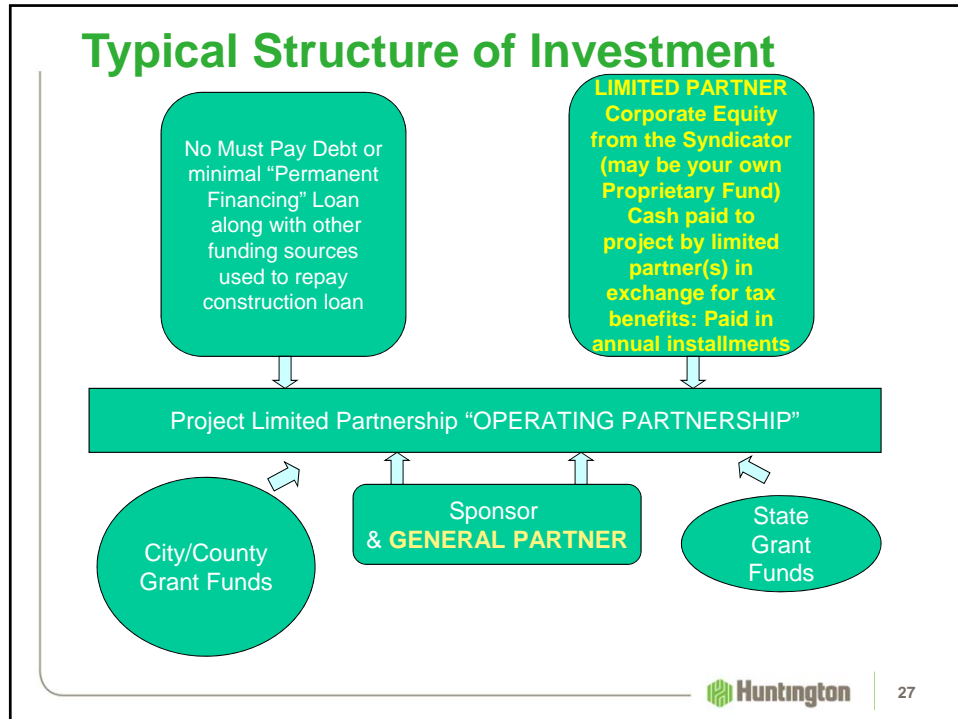 Typical Structure of Investment
No Must Pay Debt or
minimal “Permanent
Financing” Loan
along with other
funding sources
used to repay
construction loan
LIMITED PARTNER
Corporate Equity
from the Syndicator
(may be your own
Proprietary Fund)
Cash paid to
project by limited
partner(s) in
exchange for tax
benefits: Paid in
annual installments
Project Limited Partnership “OPERATING PARTNERSHIP”
City/County
Grant Funds
Sponsor
& GENERAL PARTNER
State
Grant
Funds
Huntington
27